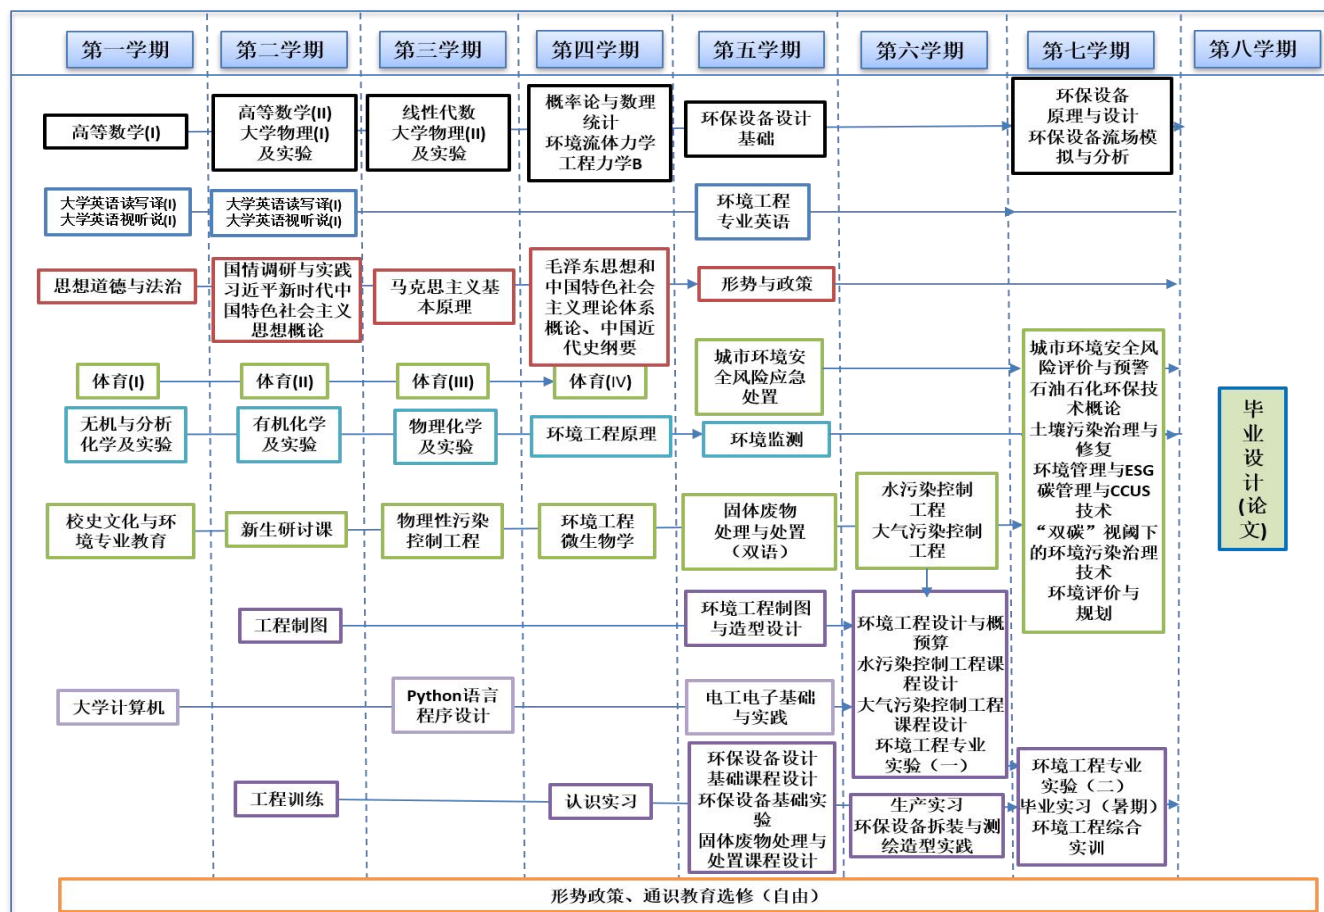 第一学期
第二学期
第三学期
第四学期
第五学期
第六学期
第七学期
第八学期
高等数学(I)
高等数学(II)
大学物理(I)
及实验
线性代数
大学物理(II)
及实验
概率论与数理
统计
环境流体力学
工程力学B
环保设备设计
基础
环保设备
原理与设计
环保设备流场模
拟与分析
大学英语读写译(I)
大学英语视听说(I)
大学英语读写译(I)
大学英语视听说(I)
环境工程
专业英语
思想道德与法治
国情调研与实践
习近平新时代中
国特色社会主义
思想概论
马克思主义基
本原理
毛泽东思想和
中国特色社会
主义理论体系
概论、中国近
代史纲要
形势与政策
体育(I)
体育(II)
体育(III)
体育(IV)
城市环境安
全风险应急
处置
城市环境安全风
险评价与预警
石油石化环保技
术概论
土壤污染治理与
修复
环境管理与ESG
碳管理与CCUS
技术
“双碳”视阈下
的环境污染治理
技术
环境评价与
规划
无机与分析
化学及实验
有机化学
及实验
物理化学
及实验
环境工程原理
环境监测
校史文化与环
境专业教育
新生研讨课
物理性污染
控制工程
环境工程
微生物学
固体废物
处理与处置
（双语）
水污染控制
工程
大气污染控制
工程
工程制图
环境工程制图
与造型设计
环境工程设计与概
预算
水污染控制工程课
程设计
大气污染控制工程
课程设计
环境工程专业
实验（一）
大学计算机
Python语言
程序设计
电工电子基础
与实践
工程训练
认识实习
环保设备设计
基础课程设计
环保设备基础实
验
固体废物处理与
处置课程设计
生产实习
环保设备拆装与测
绘造型实践
环境工程专业
实验（二）
毕业实习（暑期）
环境工程综合
实训
毕
业
设
计
(论
文)
形势政策、通识教育选修（自由）